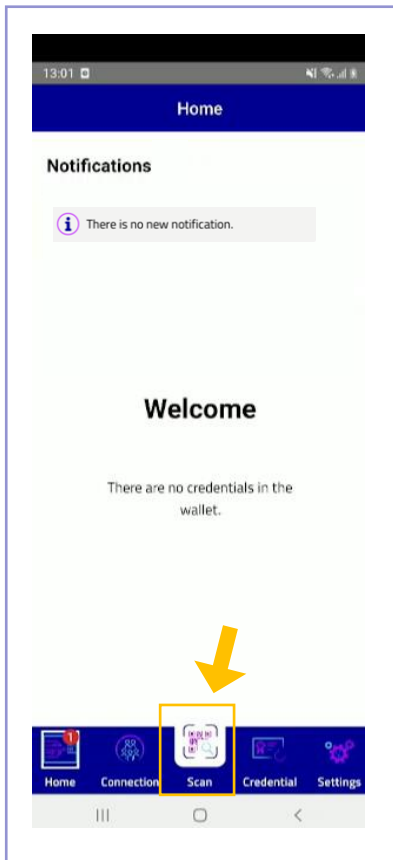 13:01
Home
Notifications
There is no new notification.
Welcome
There are no credentials in the
wallet.
1
Home Connection Scan Credential Settings